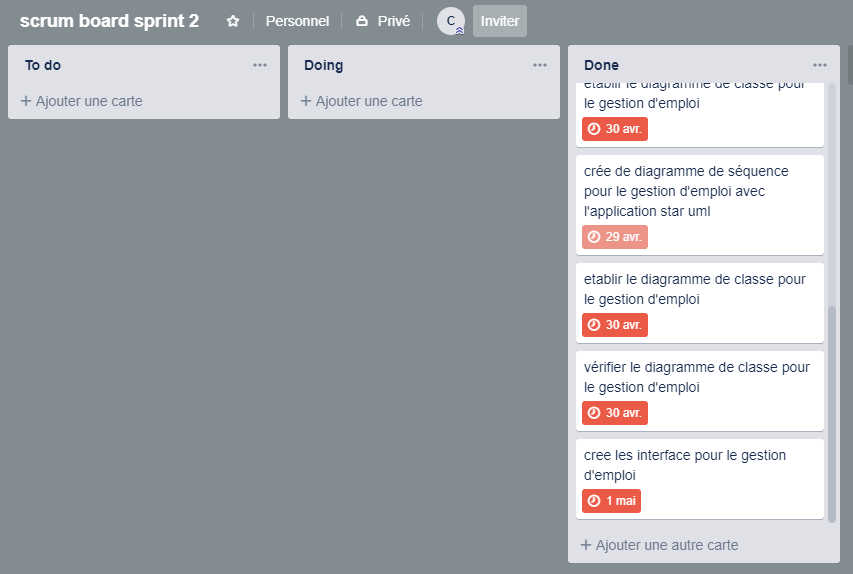 scrum board sprint 2
Personnel
Privé
C
Inviter
To do
+ Ajouter une carte
Doing
+ Ajouter une carte
Done
etablir le diagramme de classe pour
le gestion d'emploi
30 avr.
crée de diagramme de séquence
pour le gestion d'emploi avec
l'application star uml
29 avr.
etablir le diagramme de classe pour
le gestion d'emploi
30 avr.
vérifier le diagramme de classe pour
le gestion d'emploi
30 avr.
cree les interface pour le gestion
d'emploi
1 mai
+ Ajouter une autre carte